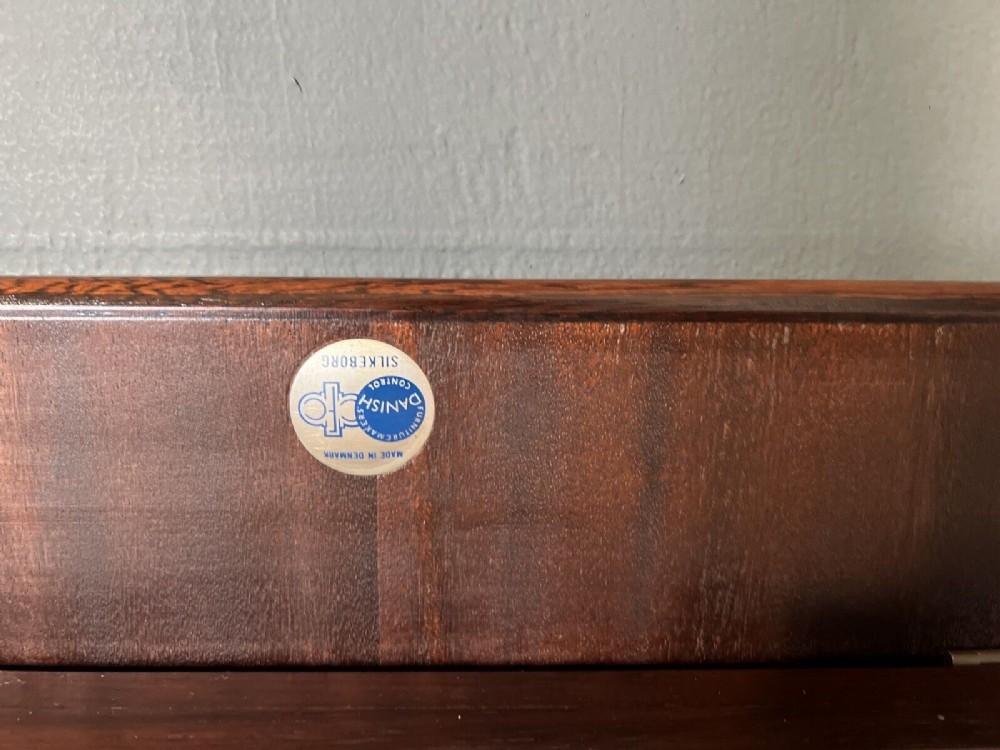 MADE IN DENMARK
DANISH
FURNITUREMAKERS'
CONTROL
SILKEBORG